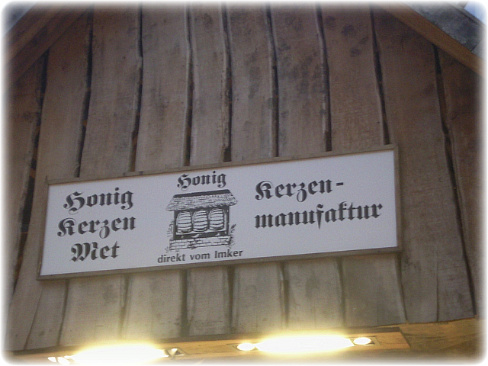 Honig
Kerzen
Met
Honig
direkt vom Imker
Kerzen-
manufaktur